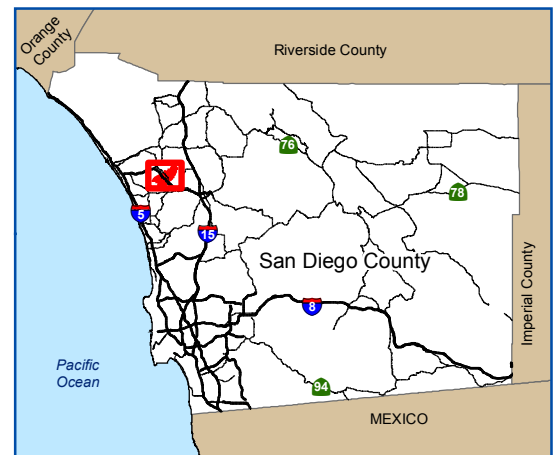 Orange
County
Riverside County
76
78
5
15
San Diego County
Imperial County
8
Pacific
Ocean
94
MEXICO